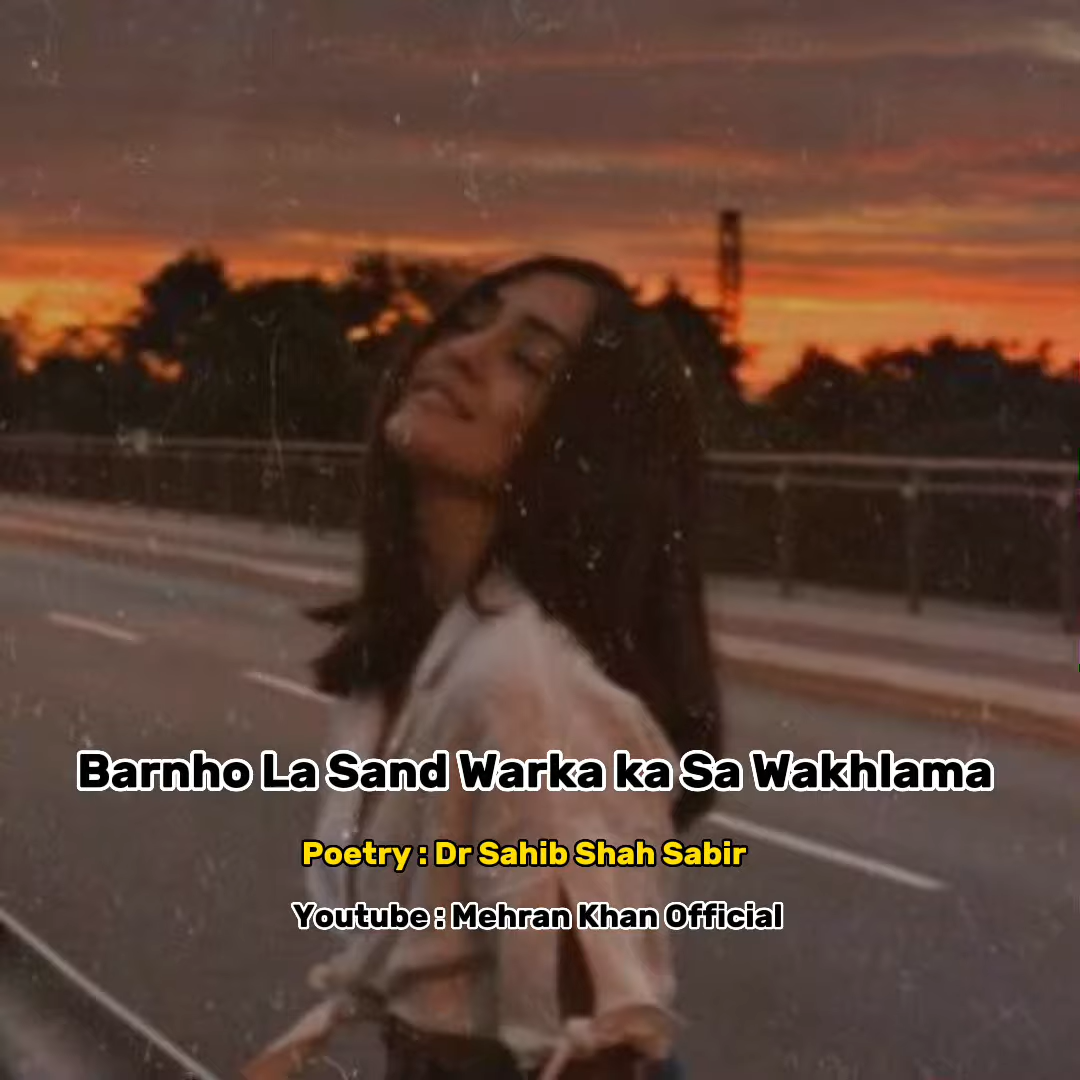 Barnho La Sand Warka ka Sa Wakhlama
Poetry : Dr Sahib Shah Sabir
Youtube : Mehran Khan Official